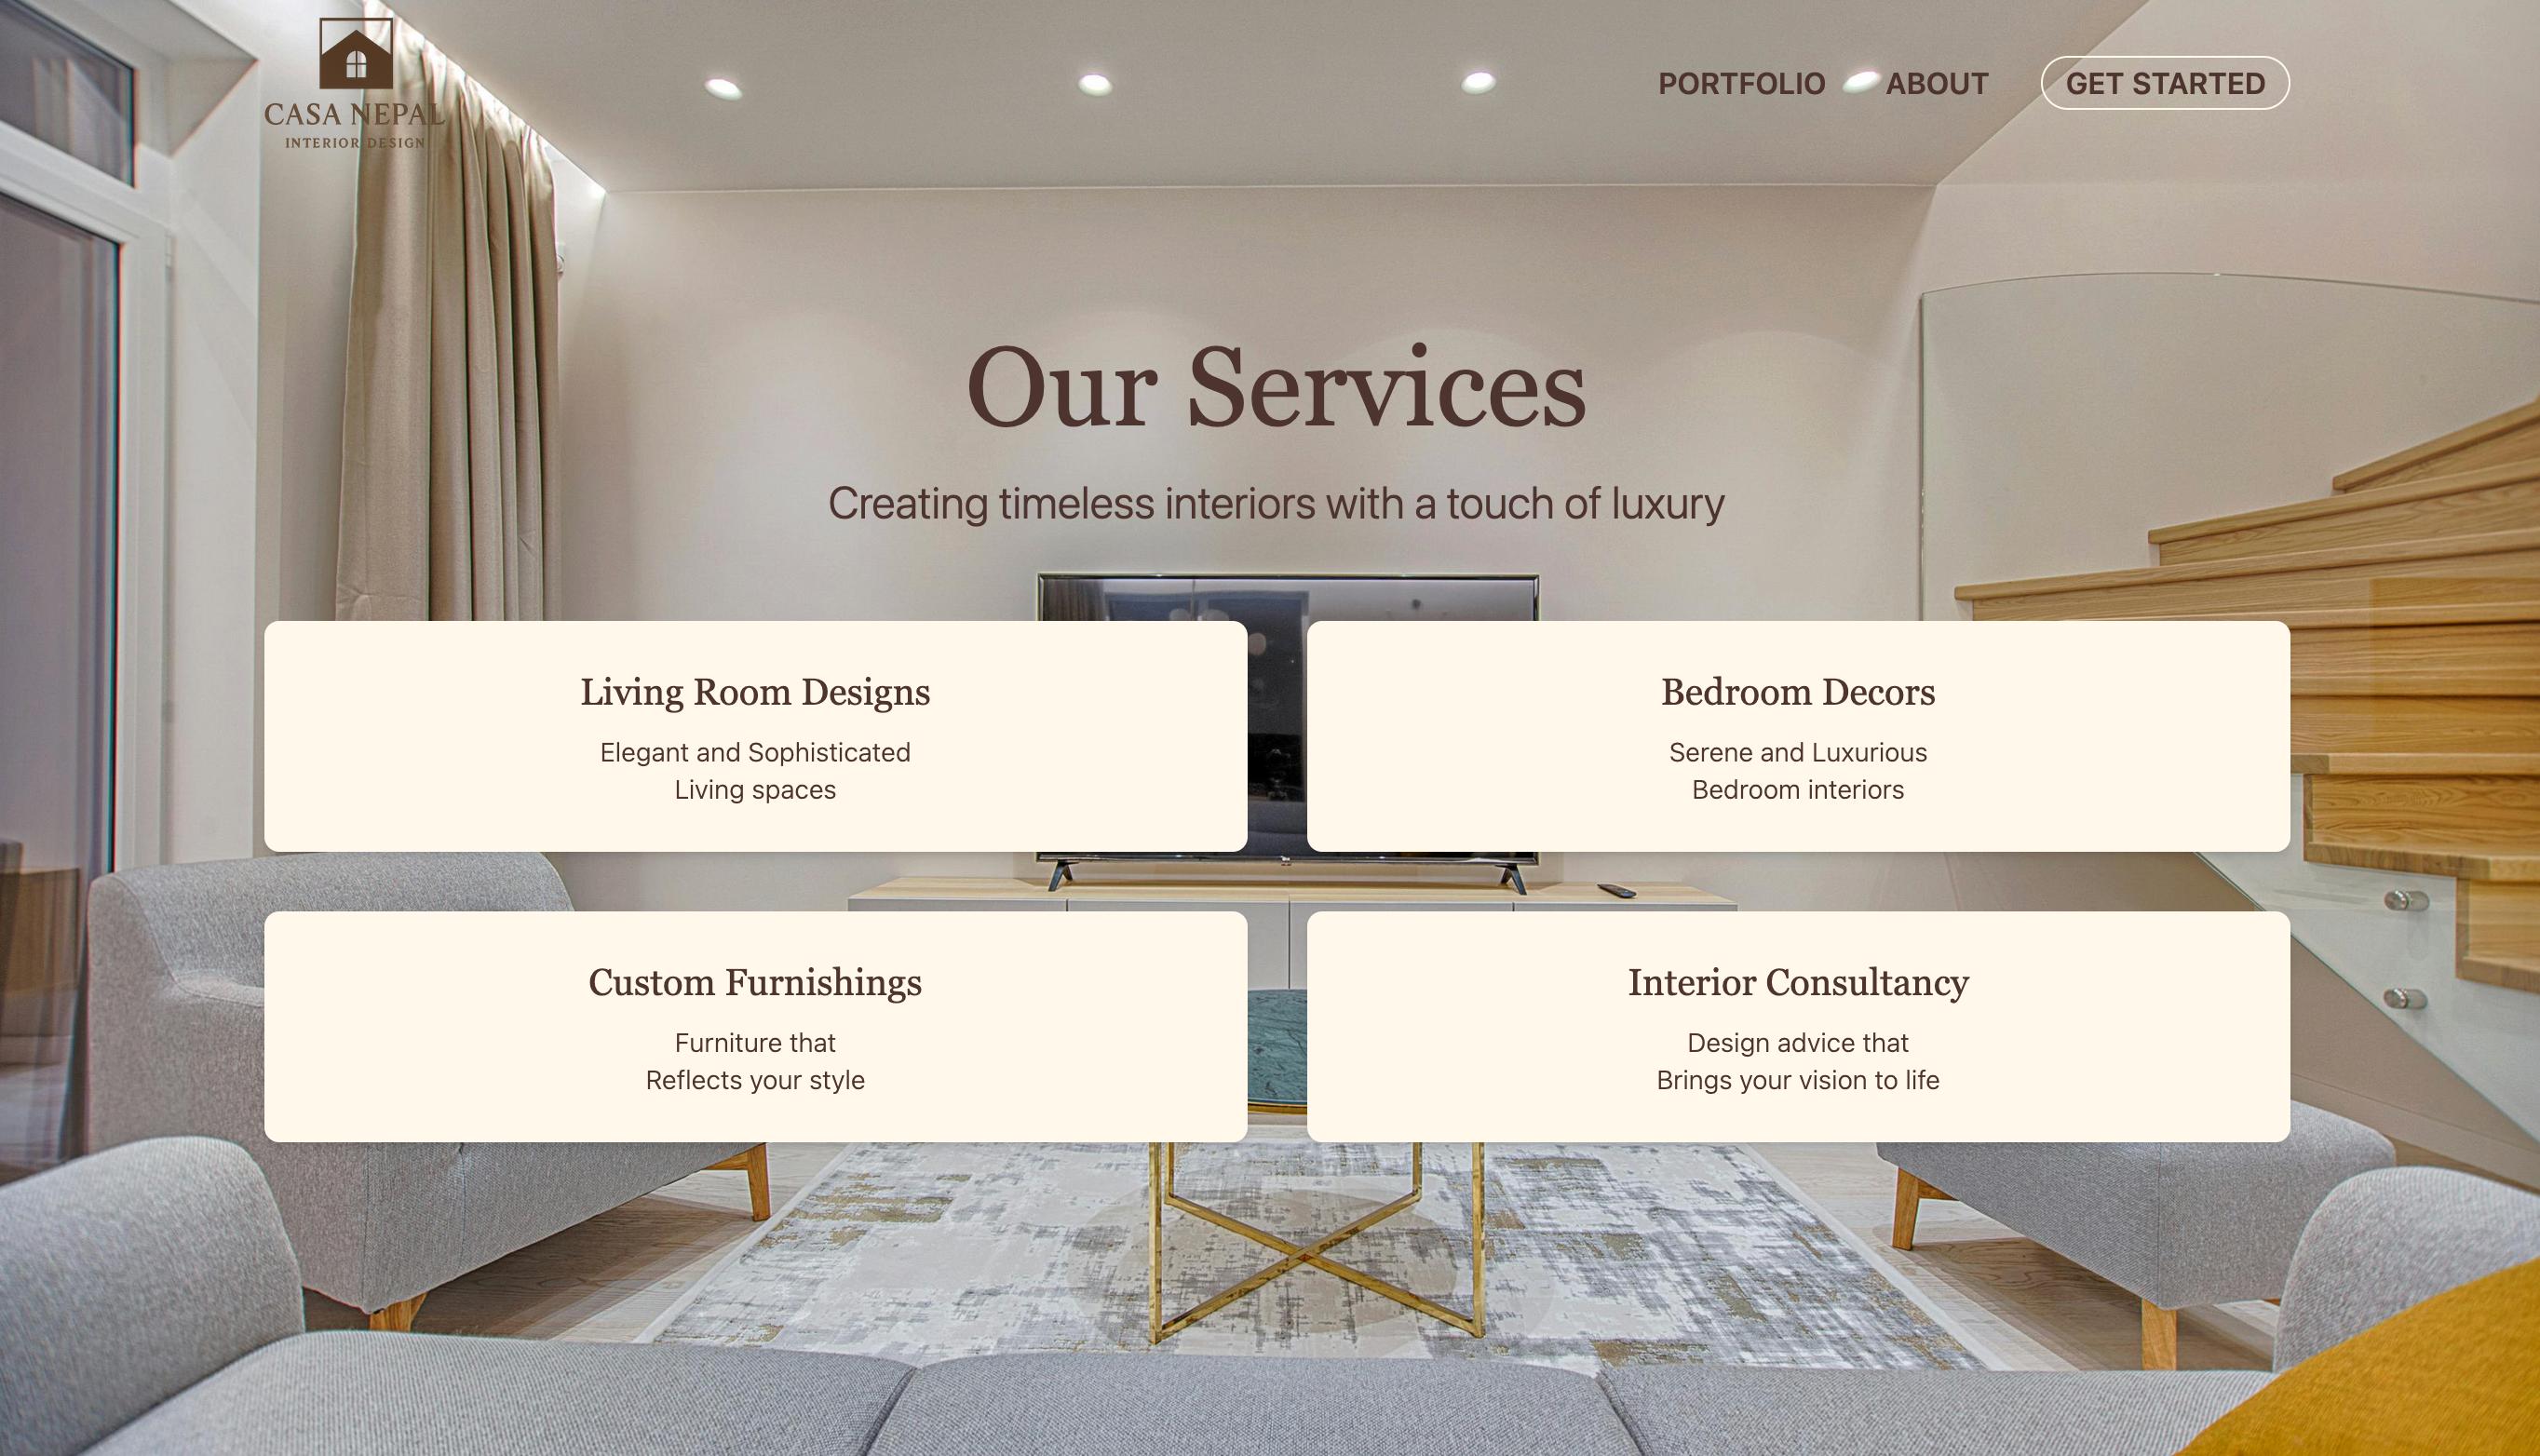 CASA NEPAL
INTERIOR DESIGN
PORTFOLIO
ABOUT
GET STARTED
Our Services
Creating timeless interiors with a touch of luxury
Living Room Designs
Elegant and Sophisticated
Living spaces
Bedroom Decors
Serene and Luxurious
Bedroom interiors
Custom Furnishings
Furniture that
Reflects your style
Interior Consultancy
Design advice that
Brings your vision to life